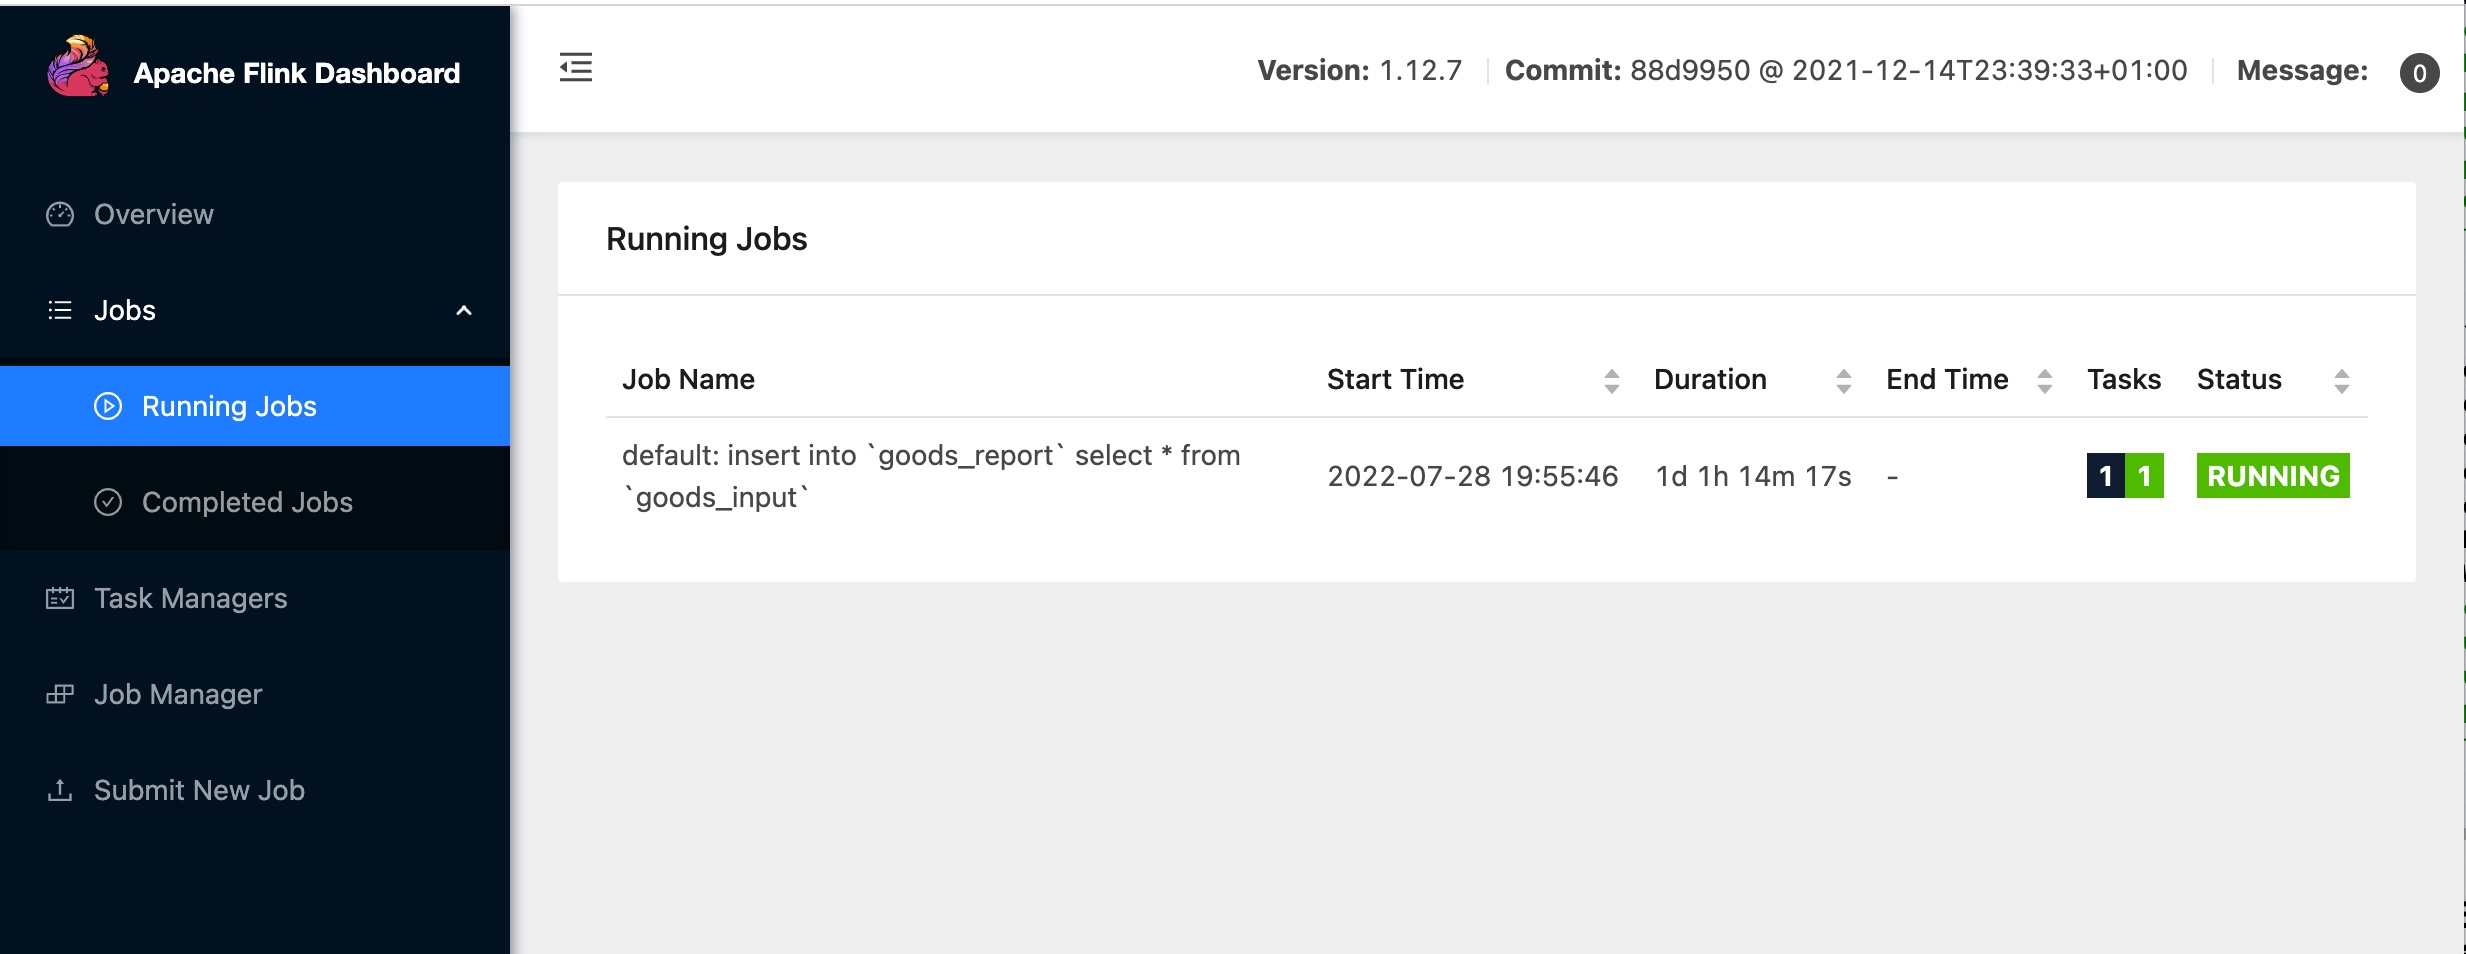 Apache Flink Dashboard
Version: 1.12.7 Commit: 88d9950 @ 2021-12-14T23:39:33+01:00 Message: 0
Overview
Jobs
Running Jobs
Completed Jobs
Task Managers
Job Manager
Submit New Job
Running Jobs
Job Name Start Time Duration End Time Tasks Status
default: insert into `goods_report` select * from
`goods_input`
2022-07-28 19:55:46 1d 1h 14m 17s - 1 1 RUNNING